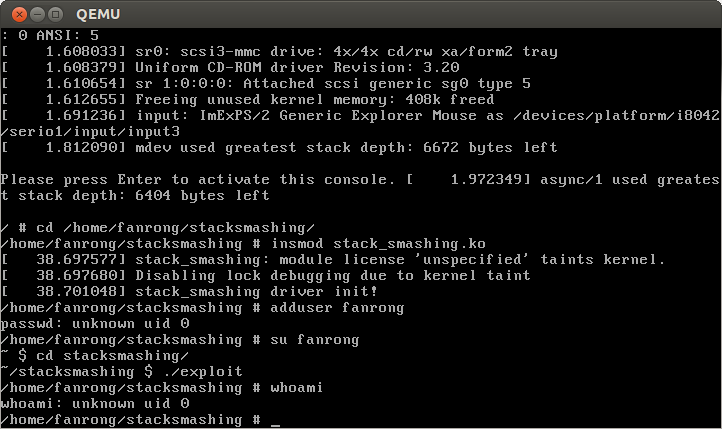 QEMU
: 0 ANSI: 5
[    1.608033] sr0: scsi3-mmc drive: 4x/4x cd/rw xa/form2 tray
[    1.608379] Uniform CD-ROM driver Revision: 3.20
[    1.610654] sr 1:0:0:0: Attached scsi generic sg0 type 5
[    1.612655] Freeing unused kernel memory: 408k freed
[    1.691236] input: ImExPS/2 Generic Explorer Mouse as /devices/platform/i8042
/serio1/input/input3
[    1.812090] mdev used greatest stack depth: 6672 bytes left
Please press Enter to activate this console. [    1.972349] async/1 used greates
t stack depth: 6404 bytes left
/ # cd /home/fanrong/stacksmashing/
/home/fanrong/stacksmashing # insmod stack_smashing.ko
[   38.697577] stack_smashing: module license 'unspecified' taints kernel.
[   38.697680] Disabling lock debugging due to kernel taint
[   38.701048] stack_smashing driver init!
/home/fanrong/stacksmashing # adduser fanrong
passwd: unknown uid 0
/home/fanrong/stacksmashing # su fanrong
~ $ cd stacksmashing/
~/stacksmashing $ ./exploit
/home/fanrong/stacksmashing # whoami
whoami: unknown uid 0
/home/fanrong/stacksmashing # _